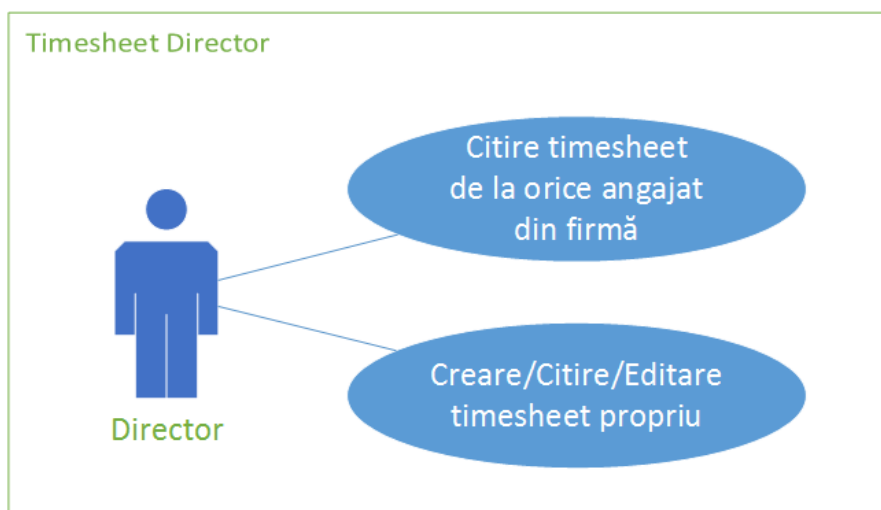 Timesheet Director
Citire timesheet
de la orice angajat
din firmă
Creare/Citire/Editare
timesheet propriu
Director